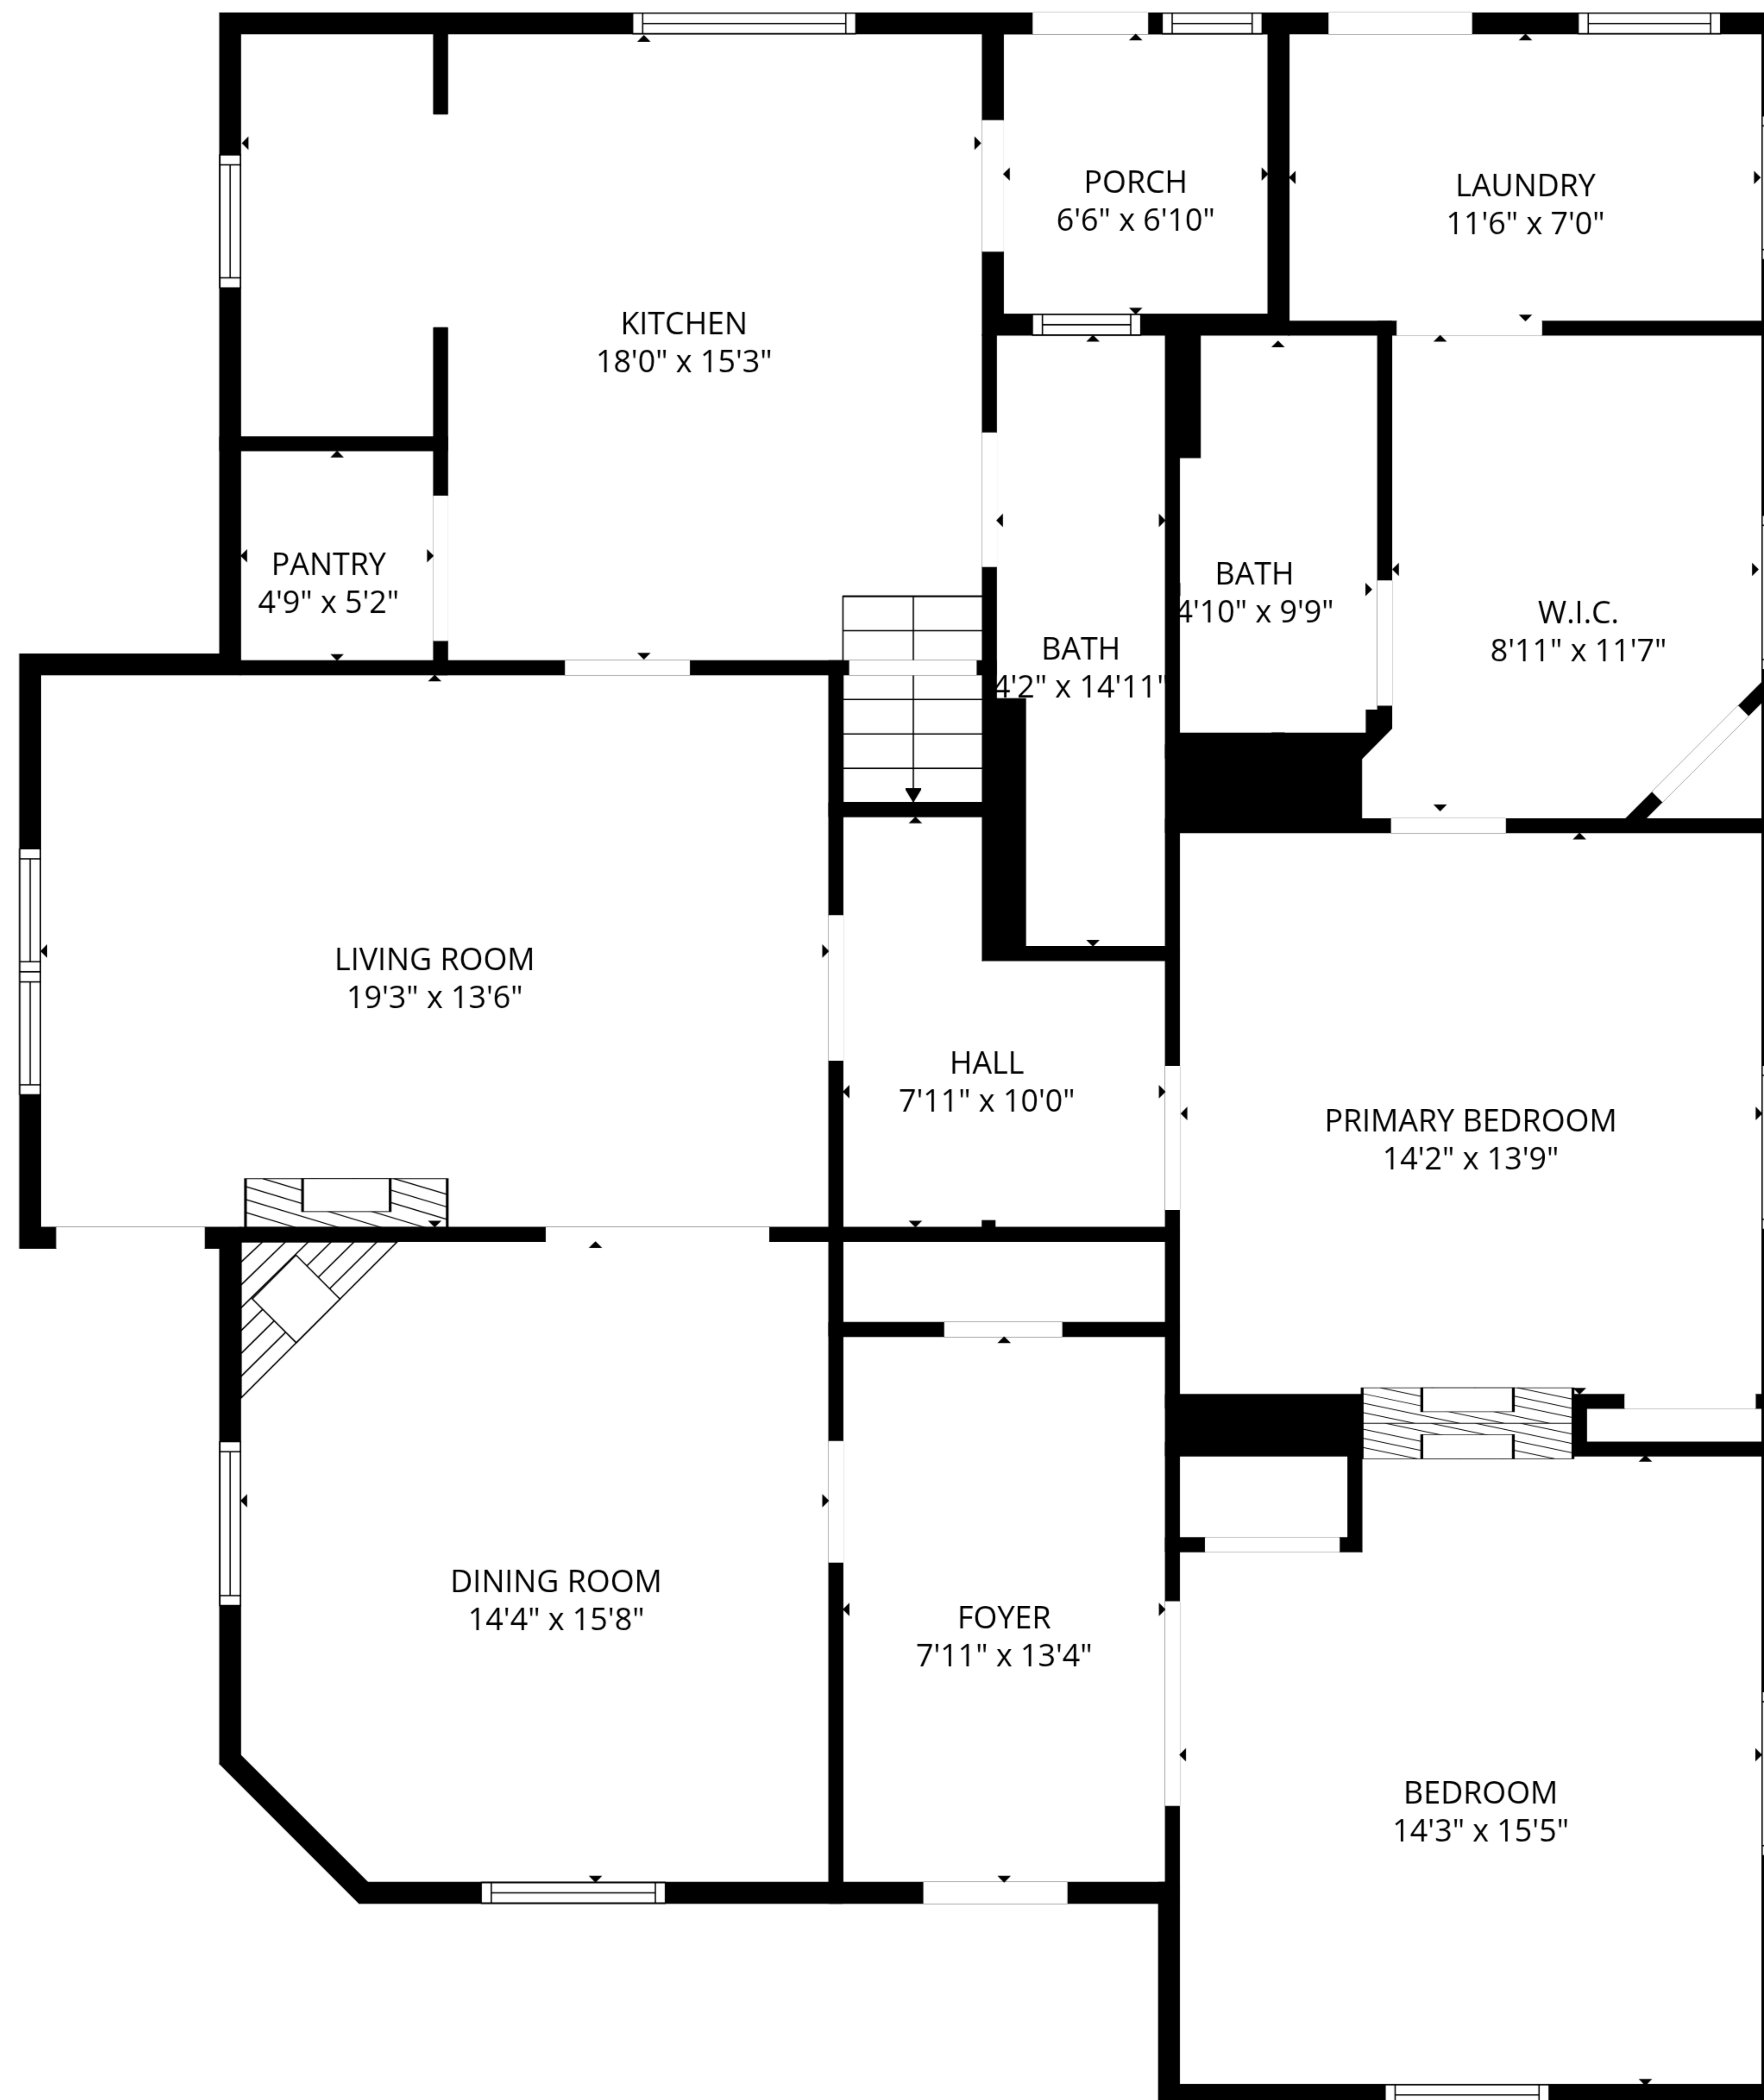 PORCH
6'6" x 6'10"
LAUNDRY
11'6" x 7'0"
KITCHEN
18'0" x 15'3"
PANTRY
4'9" x 5'2"
BATH
4'10" x 9'9"
W.I.C.
8'11" x 11'7"
BATH
4'2" x 14'11"
LIVING ROOM
19'3" x 13'6"
HALL
7'11" x 10'0"
PRIMARY BEDROOM
14'2" x 13'9"
DINING ROOM
14'4" x 15'8"
FOYER
7'11" x 13'4"
BEDROOM
14'3" x 15'5"